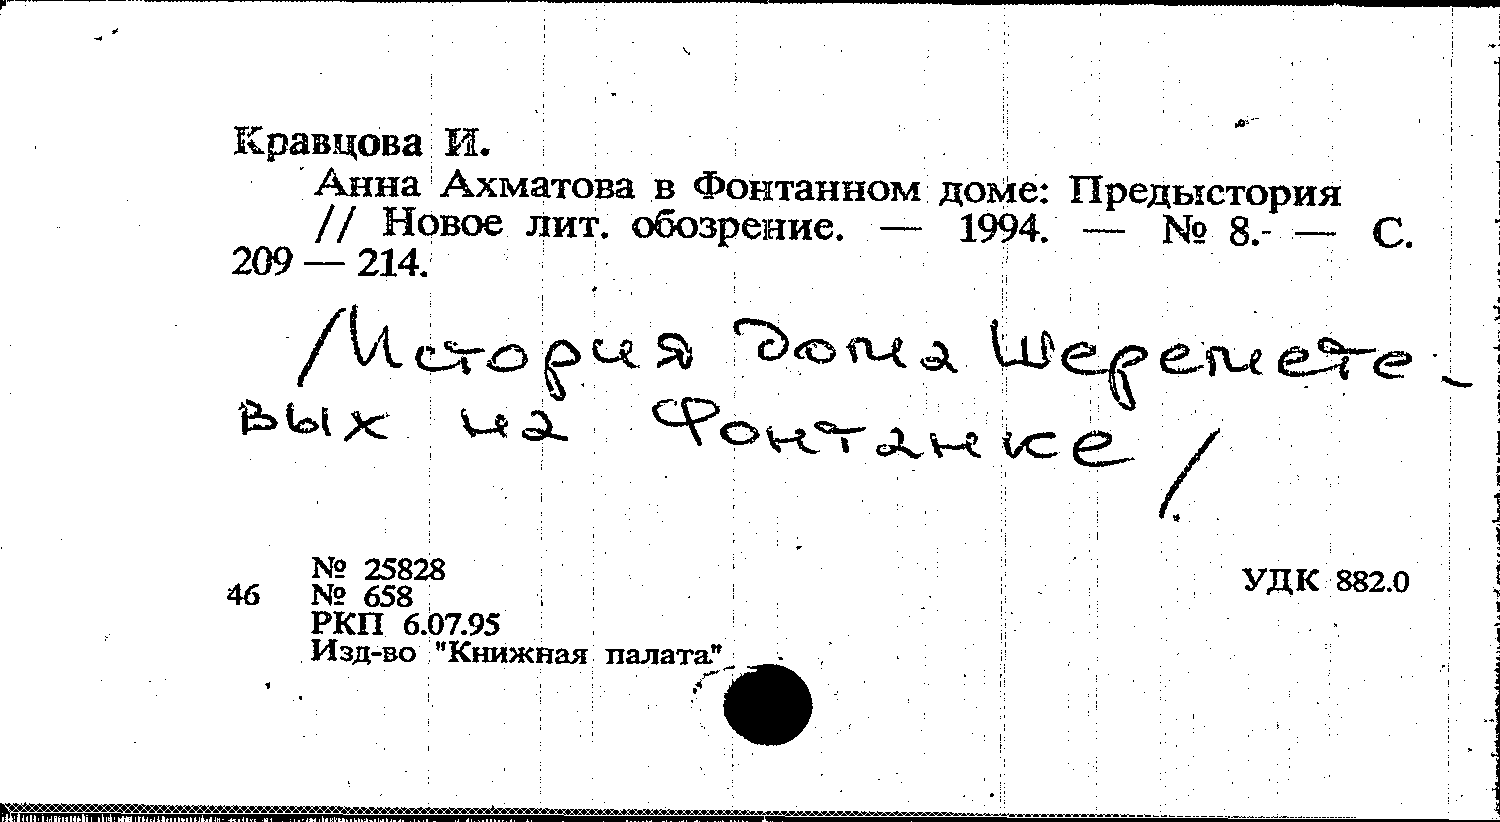 Кравцова И.
Анна Ахматова в Фонтанном доме: Предыстория
// Новое лит. обозрение. — 1994. — № 8.- — С.
209 — 214.
/История дома Шеремете-
вых на Фонтанке/
№ 25828
46 № 658
РКП 6.07.95
Изд-во "Книжная палата"
УДК 882.0